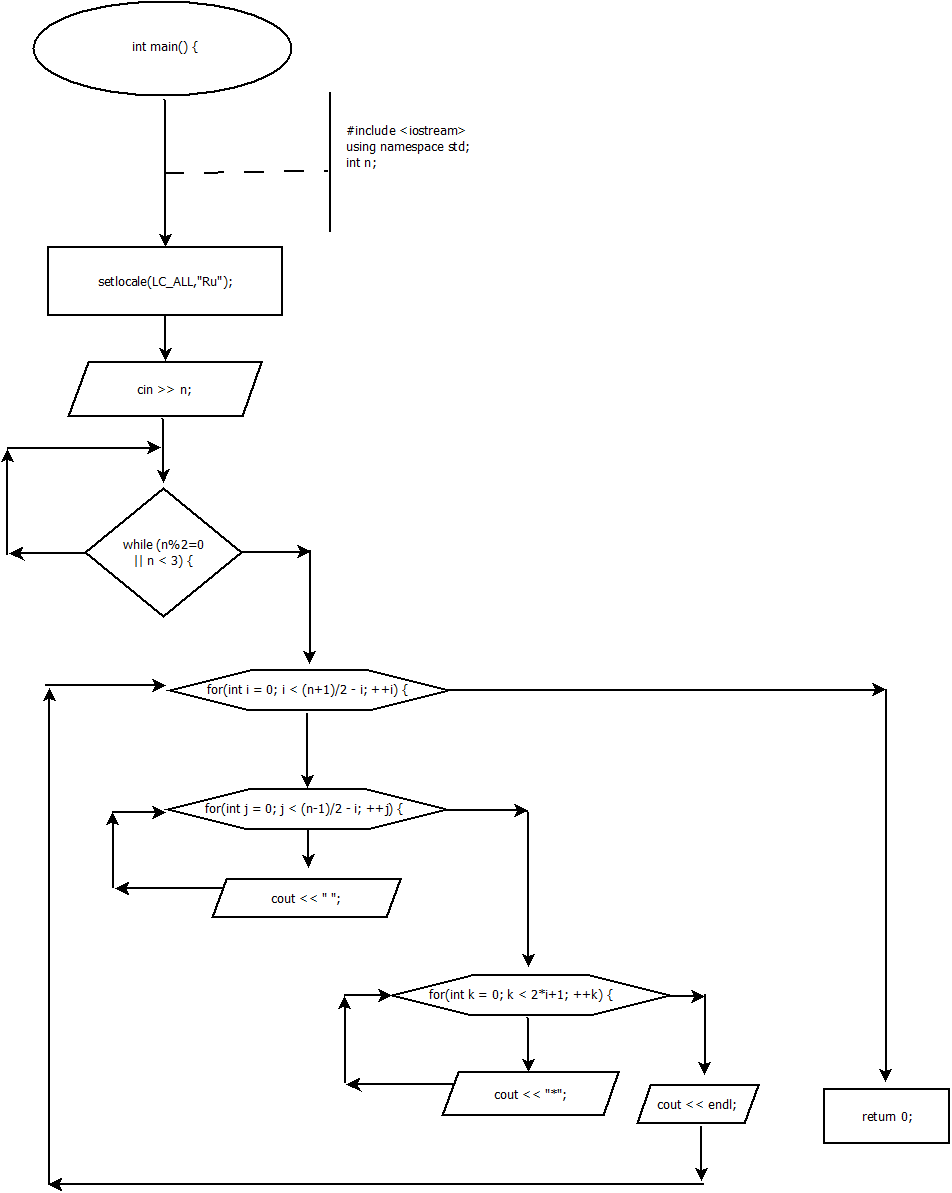 int main() {
#include <iostream>
using namespace std;
int n;
setlocale(LC_ALL,"Ru");
cin >> n;
while (n%2=0
|| n < 3) {
for(int i = 0; i < (n+1)/2 - i; ++i) {
for(int j = 0; j < (n-1)/2 - i; ++j) {
cout << " ";
for(int k = 0; k < 2*i+1; ++k) {
cout << "*";
cout << endl;
return 0;